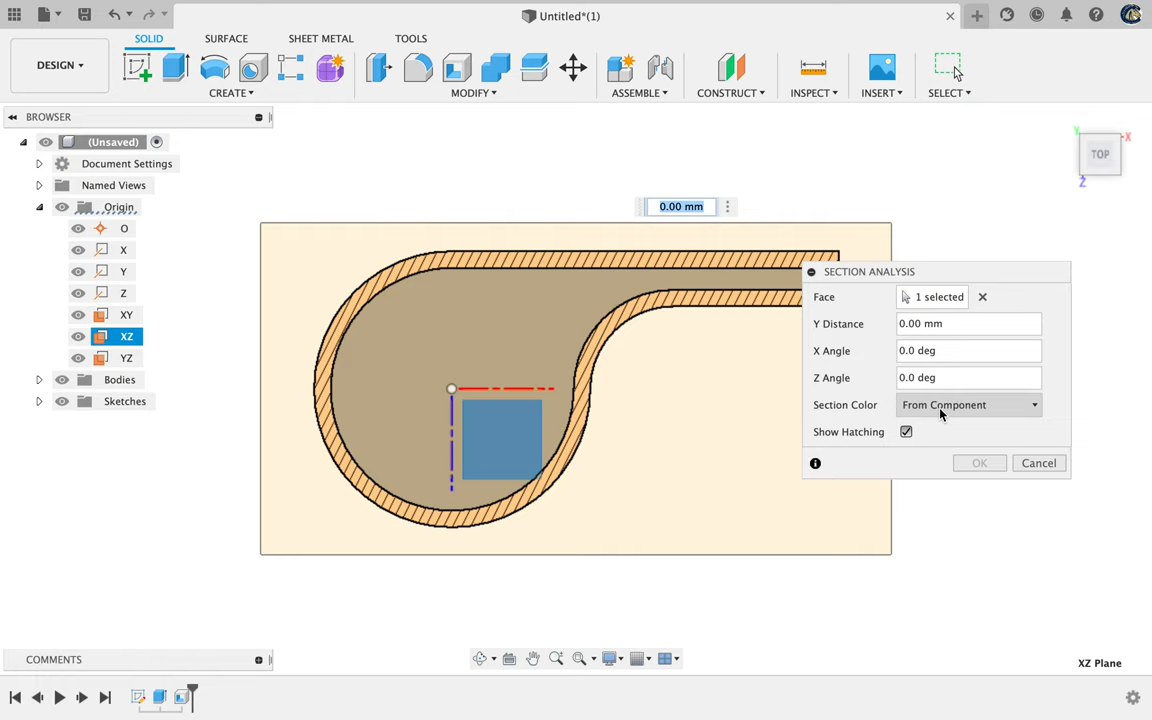 Untitled*(1)
SOLID
SURFACE
SHEET METAL
TOOLS
DESIGN
CREATE
MODIFY
ASSEMBLE
CONSTRUCT
INSPECT
INSERT
SELECT
BROWSER
(Unsaved)
Document Settings
Named Views
Origin
O
X
Y
Z
XY
XZ
YZ
Bodies
Sketches
0.00 mm
Y
X
TOP
Z
SECTION ANALYSIS
Face
1 selected
Y Distance
0.00 mm
X Angle
0.0 deg
Z Angle
0.0 deg
Section Color
From Component
Show Hatching
OK
Cancel
COMMENTS
XZ Plane